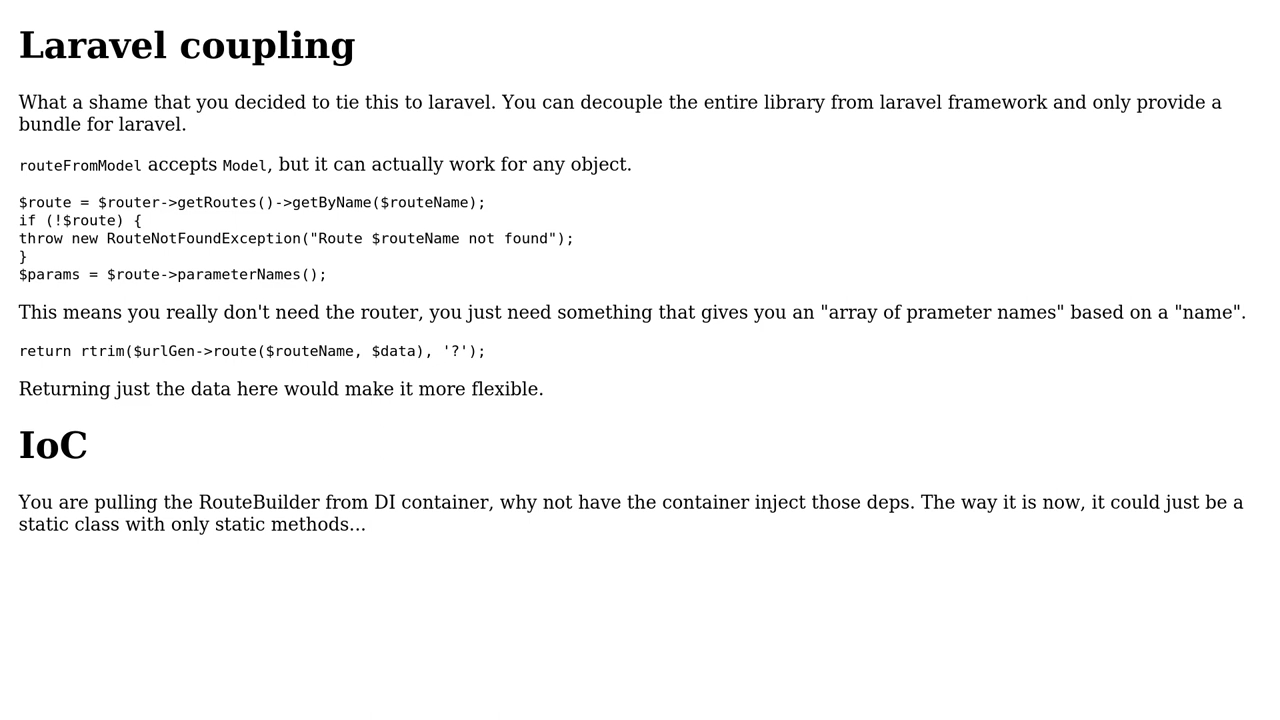 Laravel coupling
What a shame that you decided to tie this to laravel. You can decouple the entire library from laravel framework and only provide a
bundle for laravel.
routeFromModel accepts Model, but it can actually work for any object.
$route = $router->getRoutes()->getByName($routeName);
if (!$route) {
throw new RouteNotFoundException("Route $routeName not found");
}
$params = $route->parameterNames();
This means you really don't need the router, you just need something that gives you an "array of prameter names" based on a "name".
return rtrim($urlGen->route($routeName, $data), '?');
Returning just the data here would make it more flexible.
IoC
You are pulling the RouteBuilder from DI container, why not have the container inject those deps. The way it is now, it could just be a
static class with only static methods...